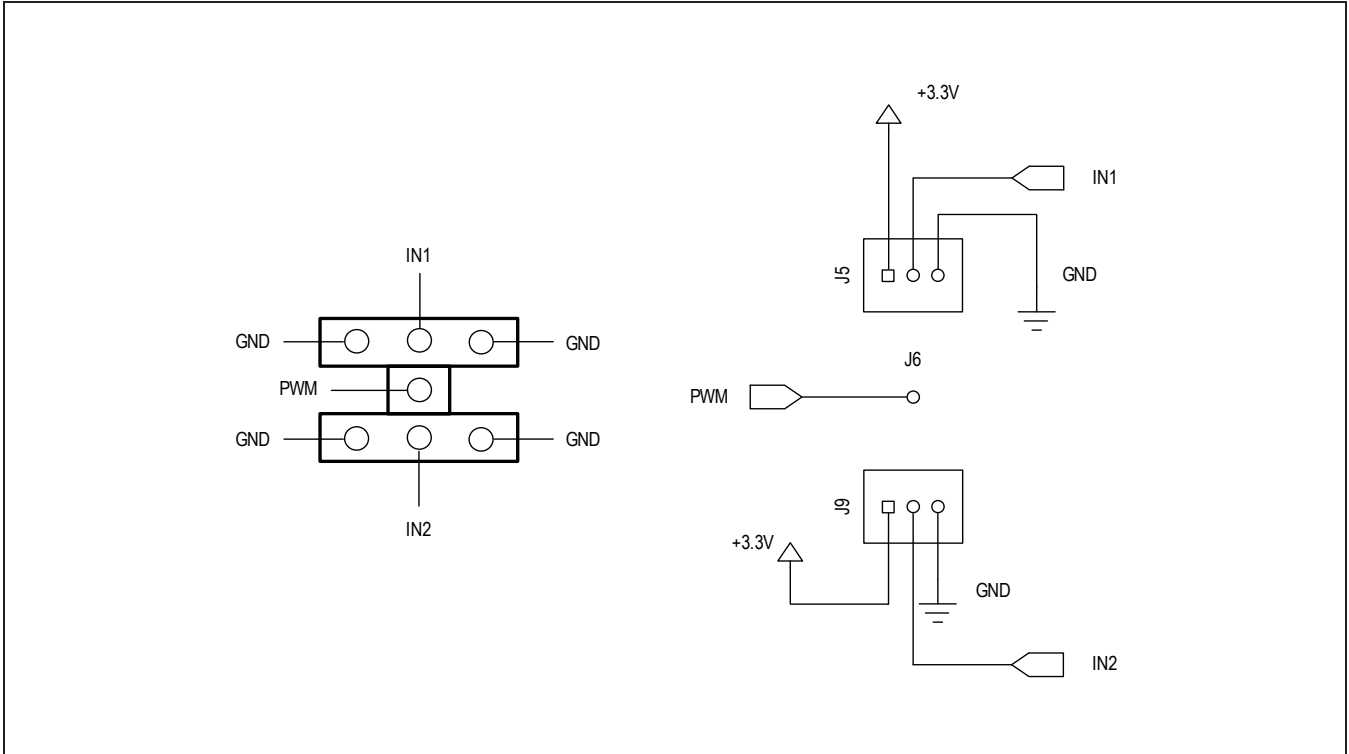 IN1
GND
GND
PWM
GND
GND
IN2
+3.3V
IN1
J5
GND
J6
PWM
J9
+3.3V
GND
IN2